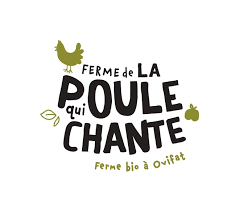 FERME de LA
POULE
qui
CHANTE
Ferme bio à Ovifat